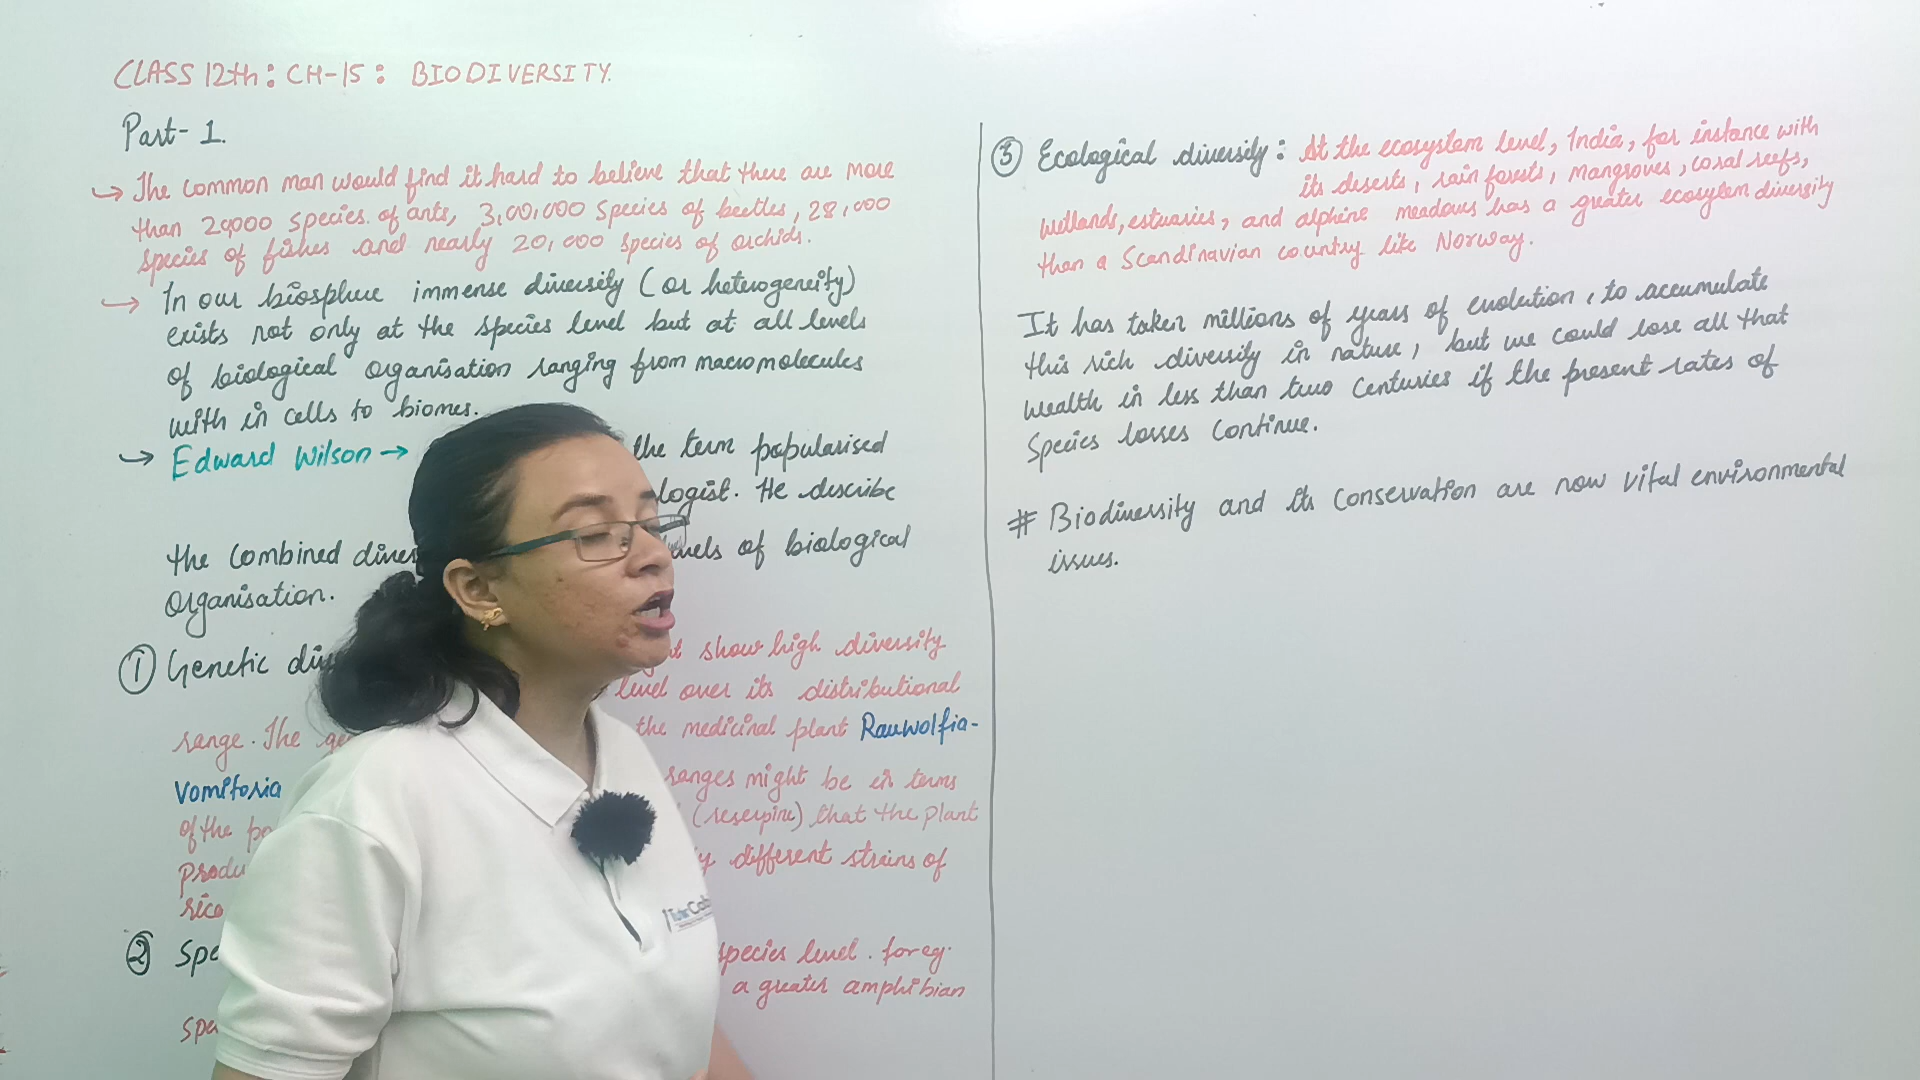 CLASS 12th : CH-15 : BIODIVERSITY.
Part- 1.
The common man would find it hard to believe that there are more
than 20,000 species. of ants, 3,00,000 species of beetles, 28,000
species of fishes and nearly 20,000 species of orchids.
In our biosphere immense diversity (or heterogeneity)
exists not only at the species level but at all levels
of biological organisation ranging from macromolecules
with in cells to biomes.
Edward Wilson → the term popularised
logist. He describe
the combined dive levels of biological
organisation.
① Genetic div show high diversity
level over its distributional
range. The the medicinal plant Rauwolfia-
Vomitoria ranges might be in terms
of the po (reserpine) that the plant
produ different strains of
rice
② Spe species level. for eg.
a greater amphibian
spe
③ Ecological diversity : At the ecosystem level, India, for instance with
its deserts, rain forests, mangroves, coral reefs,
wetlands, estuaries, and alphine meadows has a greater ecosystem diversity
than a Scandinavian country like Norway.
It has taken millions of years of evolution, to accumulate
this rich diversity in nature, but we could lose all that
wealth in less than two centuries if the present rates of
Species losses continue.
# Biodiversity and its conservation are now vital environmental
issues.